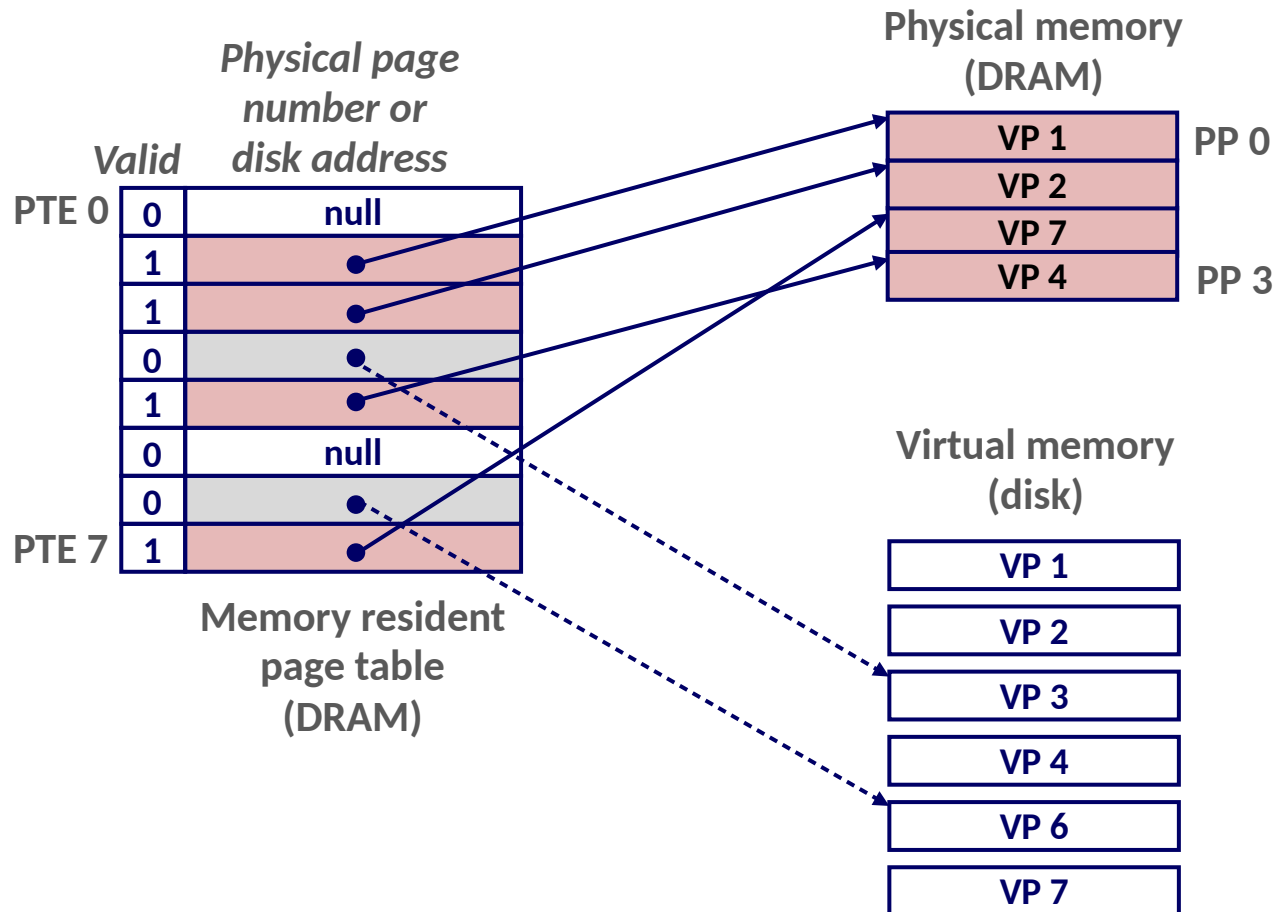 Physical memory
(DRAM)
Physical page
number or
disk address
Valid
PTE 0
0
null
1
1
0
1
0
null
0
PTE 7
1
Memory resident
page table
(DRAM)
VP 1
PP 0
VP 2
VP 7
VP 4
PP 3
Virtual memory
(disk)
VP 1
VP 2
VP 3
VP 4
VP 6
VP 7